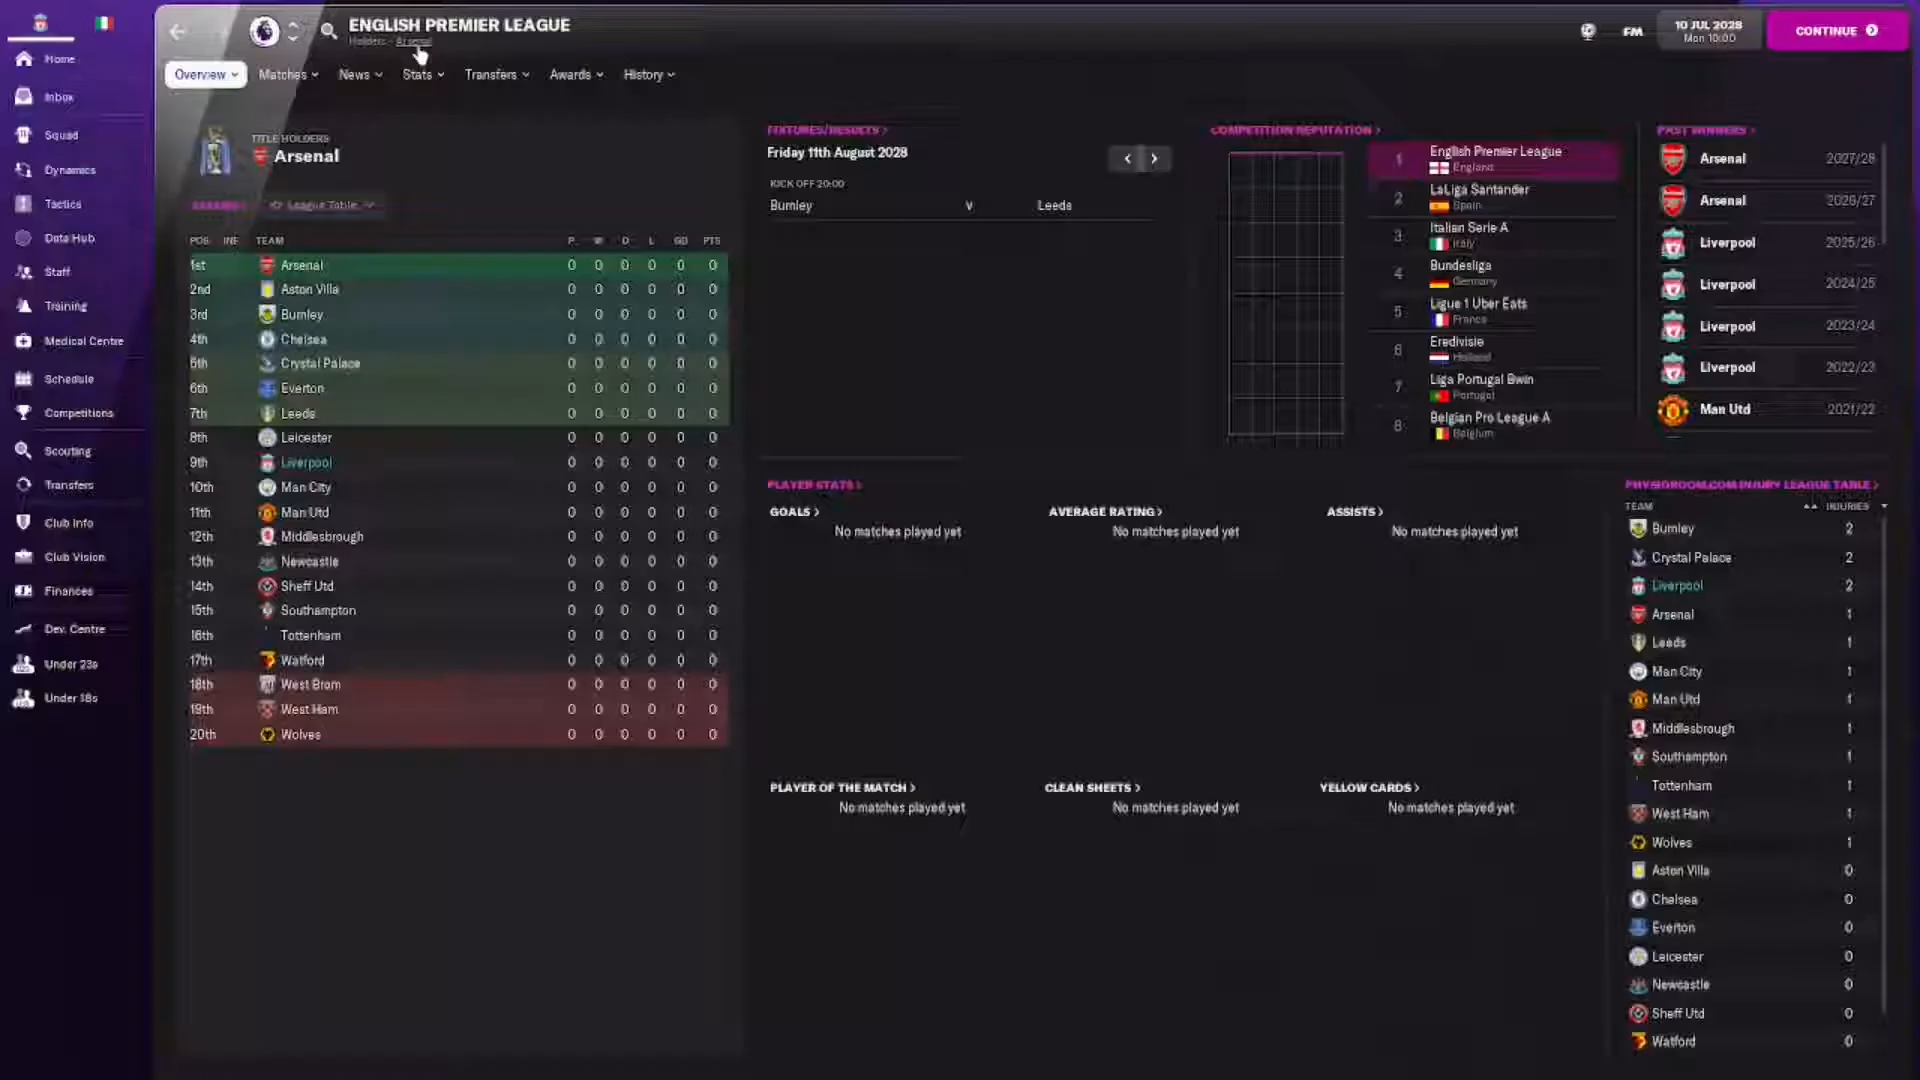 ENGLISH PREMIER LEAGUE
Holders - Arsenal
FM
10 JUL 2028
Mon 10:00
CONTINUE
Home
Inbox
Squad
Dynamics
Tactics
Data Hub
Staff
Training
Medical Centre
Schedule
Competitions
Scouting
Transfers
Club Info
Club Vision
Finances
Dev. Centre
Under 23s
Under 18s
Overview
Matches
News
Stats
Transfers
Awards
History
TITLE HOLDERS
Arsenal
League Table
POS INF TEAM P W D L GD PTS
1st Arsenal 0 0 0 0 0 0
2nd Aston Villa 0 0 0 0 0 0
3rd Burnley 0 0 0 0 0 0
4th Chelsea 0 0 0 0 0 0
5th Crystal Palace 0 0 0 0 0 0
6th Everton 0 0 0 0 0 0
7th Leeds 0 0 0 0 0 0
8th Leicester 0 0 0 0 0 0
9th Liverpool 0 0 0 0 0 0
10th Man City 0 0 0 0 0 0
11th Man Utd 0 0 0 0 0 0
12th Middlesbrough 0 0 0 0 0 0
13th Newcastle 0 0 0 0 0 0
14th Sheff Utd 0 0 0 0 0 0
15th Southampton 0 0 0 0 0 0
16th Tottenham 0 0 0 0 0 0
17th Watford 0 0 0 0 0 0
18th West Brom 0 0 0 0 0 0
19th West Ham 0 0 0 0 0 0
20th Wolves 0 0 0 0 0 0
FIXTURES/RESULTS >
Friday 11th August 2028
KICK OFF 20:00
Burnley v Leeds
COMPETITION REPUTATION >
1 English Premier League
England
2 LaLiga Santander
Spain
3 Italian Serie A
Italy
4 Bundesliga
Germany
5 Ligue 1 Uber Eats
France
6 Eredivisie
Holland
7 Liga Portugal Bwin
Portugal
8 Belgian Pro League A
Belgium
PAST WINNERS >
Arsenal 2027/28
Arsenal 2026/27
Liverpool 2025/26
Liverpool 2024/25
Liverpool 2023/24
Liverpool 2022/23
Man Utd 2021/22
PLAYER STATS >
GOALS >
No matches played yet
AVERAGE RATING >
No matches played yet
ASSISTS >
No matches played yet
PLAYER OF THE MATCH >
No matches played yet
CLEAN SHEETS >
No matches played yet
YELLOW CARDS >
No matches played yet
PHYSIOROOM.COM INJURY LEAGUE TABLE >
TEAM INJURIES
Burnley 2
Crystal Palace 2
Liverpool 2
Arsenal 1
Leeds 1
Man City 1
Man Utd 1
Middlesbrough 1
Southampton 1
Tottenham 1
West Ham 1
Wolves 1
Aston Villa 0
Chelsea 0
Everton 0
Leicester 0
Newcastle 0
Sheff Utd 0
Watford 0